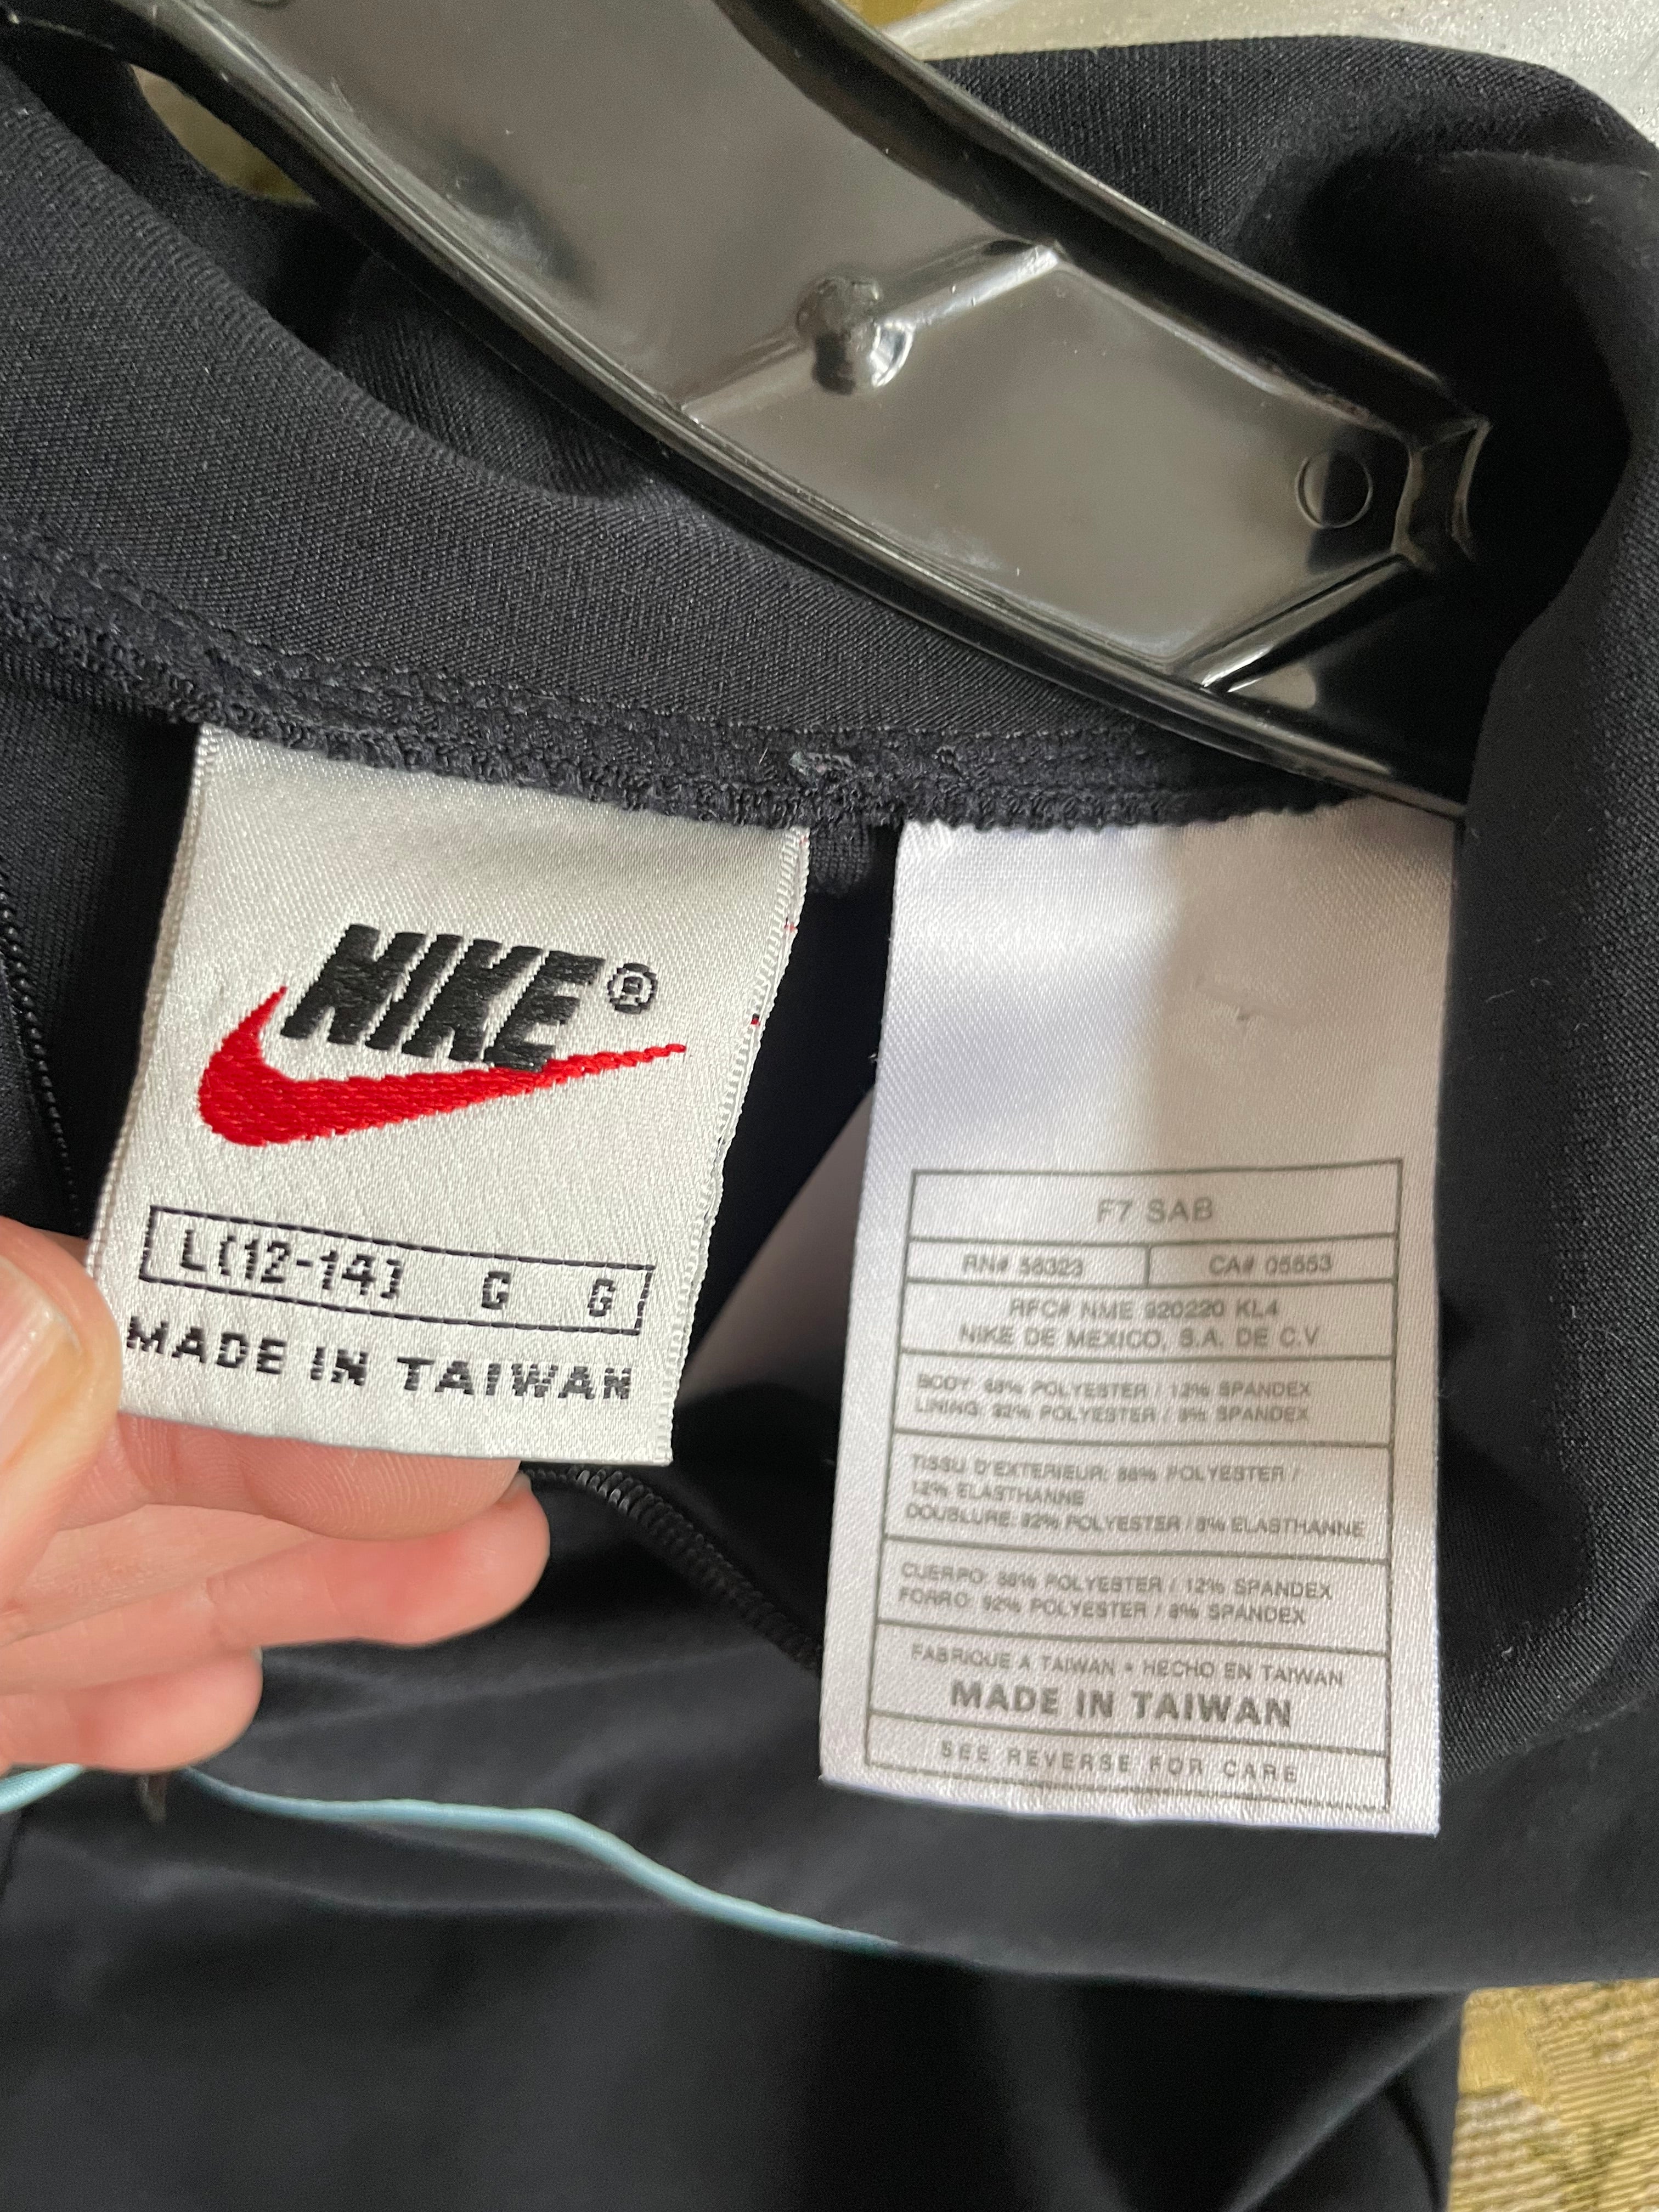 NIKE®
L(12-14) G G
MADE IN TAIWAN
F7 SAB
RN# 56323 CA# 05553
RFC# NME 920220 KL4
NIKE DE MEXICO, S.A. DE C.V
BODY: 88% POLYESTER / 12% SPANDEX
LINING: 92% POLYESTER / 8% SPANDEX
TISSU D'EXTERIEUR: 88% POLYESTER /
12% ELASTHANNE
DOUBLURE: 92% POLYESTER / 8% ELASTHANNE
CUERPO: 88% POLYESTER / 12% SPANDEX
FORRO: 92% POLYESTER / 8% SPANDEX
FABRIQUE A TAIWAN • HECHO EN TAIWAN
MADE IN TAIWAN
SEE REVERSE FOR CARE